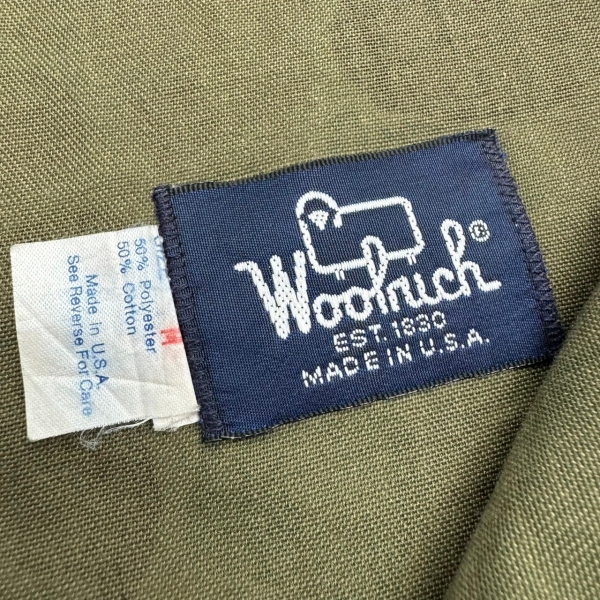 Woolrich®
EST. 1830
MADE IN U.S.A.
50% Polyester
50% Cotton
Made in U.S.A.
See Reverse For Care